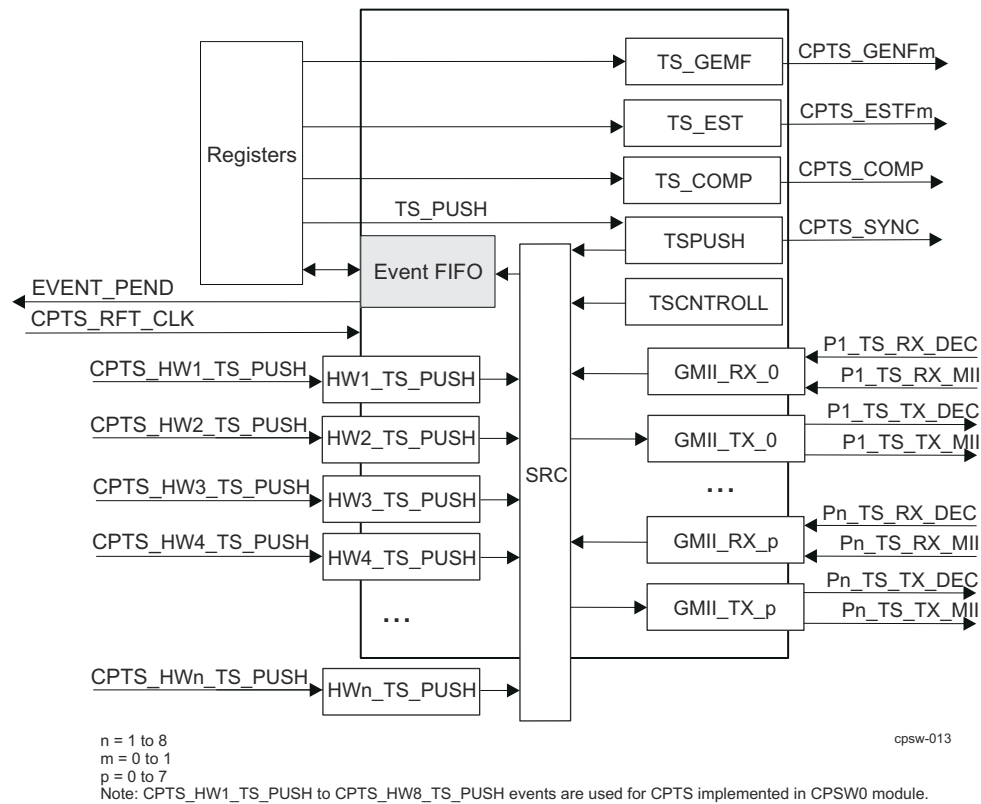 TS_GEMF
CPTS_GENFm
TS_EST
CPTS_ESTFm
Registers
TS_COMP
CPTS_COMP
TS_PUSH
TSPUSH
CPTS_SYNC
Event FIFO
EVENT_PEND
TSCNTROLL
CPTS_RFT_CLK
CPTS_HW1_TS_PUSH
HW1_TS_PUSH
GMII_RX_0
P1_TS_RX_DEC
P1_TS_RX_MII
CPTS_HW2_TS_PUSH
HW2_TS_PUSH
GMII_TX_0
P1_TS_TX_DEC
P1_TS_TX_MII
SRC
...
CPTS_HW3_TS_PUSH
HW3_TS_PUSH
CPTS_HW4_TS_PUSH
HW4_TS_PUSH
GMII_RX_p
Pn_TS_RX_DEC
Pn_TS_RX_MII
...
GMII_TX_p
Pn_TS_TX_DEC
Pn_TS_TX_MII
CPTS_HWn_TS_PUSH
HWn_TS_PUSH
n = 1 to 8
cpsw-013
m = 0 to 1
p = 0 to 7
Note: CPTS_HW1_TS_PUSH to CPTS_HW8_TS_PUSH events are used for CPTS implemented in CPSW0 module.